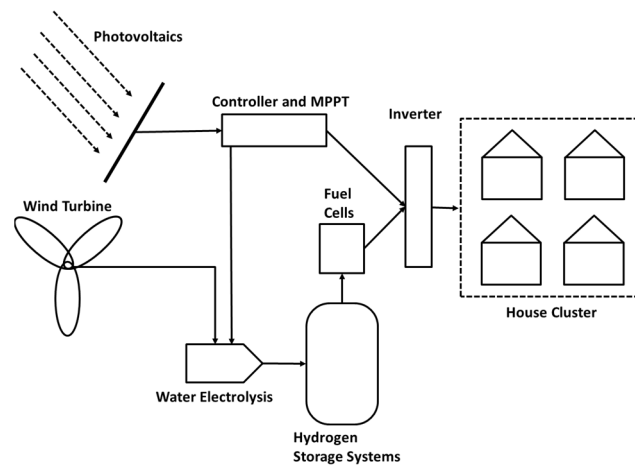 Photovoltaics
Controller and MPPT
Inverter
Wind Turbine
Fuel
Cells
House Cluster
Water Electrolysis
Hydrogen
Storage Systems